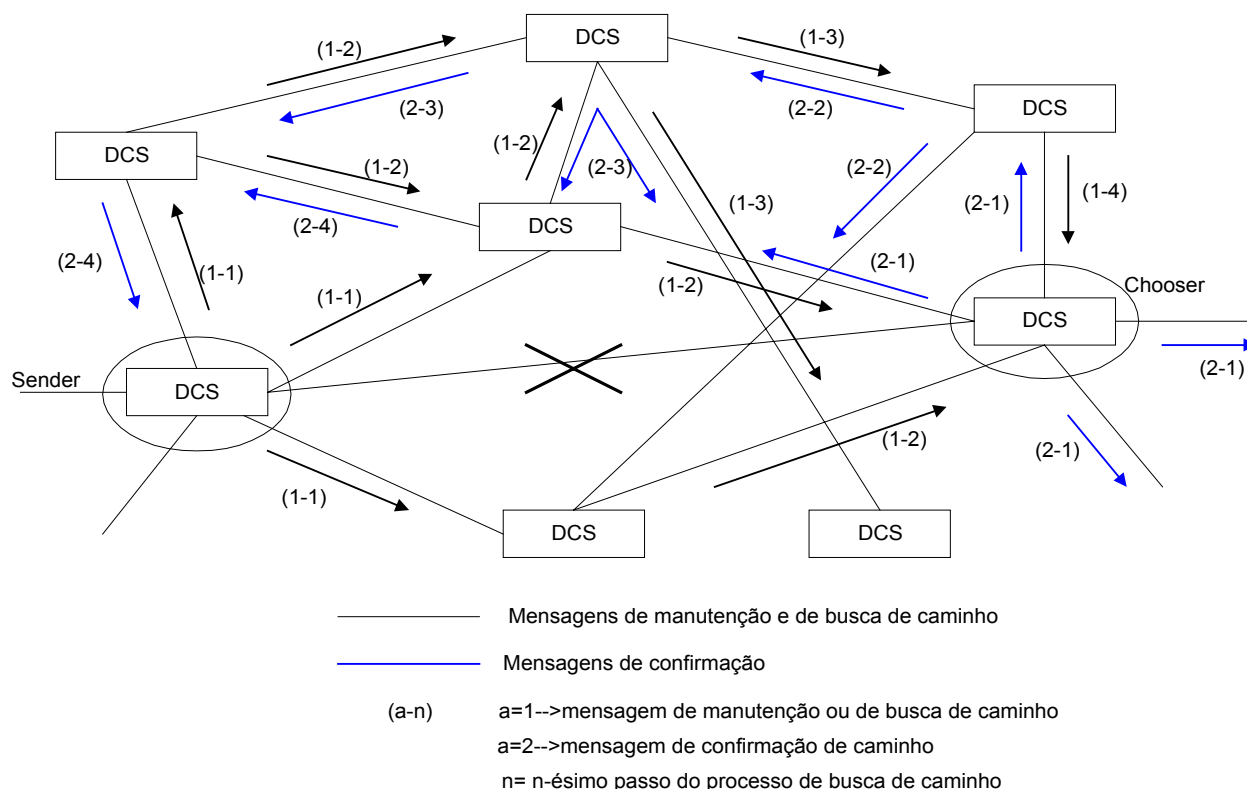 DCS
(1-2)
(1-3)
(2-3)
(2-2)
DCS
DCS
(1-2)
(1-2)
(2-3)
(2-2)
(1-3)
(2-1)
(1-4)
DCS
(2-4)
(2-4)
(1-1)
(1-1)
(1-2)
(2-1)
Chooser
DCS
(2-1)
Sender
DCS
(1-2)
(2-1)
(1-1)
DCS
DCS
Mensagens de manutenção e de busca de caminho
Mensagens de confirmação
(a-n) a=1-->mensagem de manutenção ou de busca de caminho
a=2-->mensagem de confirmação de caminho
n= n-ésimo passo do processo de busca de caminho